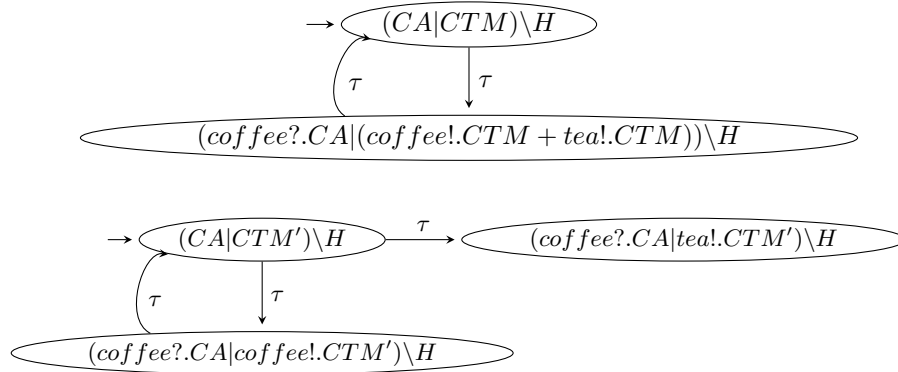 (CA|CTM)\H
τ
τ
(coffee?.CA|(coffee!.CTM + tea!.CTM))\H
(CA|CTM′)\H
τ
(coffee?.CA|tea!.CTM′)\H
τ
τ
(coffee?.CA|coffee!.CTM′)\H